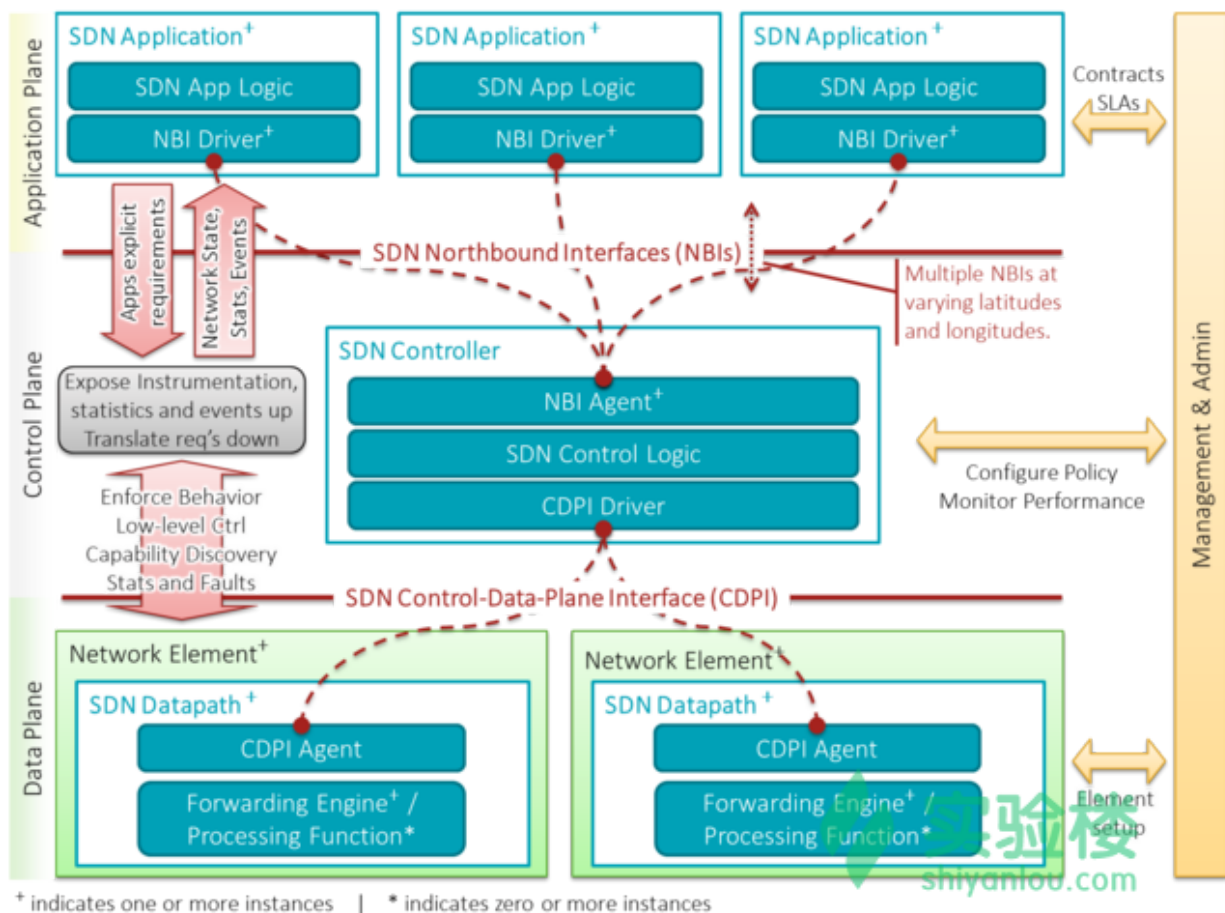 Application Plane
SDN Application+
SDN App Logic
NBI Driver+
SDN Application+
SDN App Logic
NBI Driver+
SDN Application+
SDN App Logic
NBI Driver+
Contracts
SLAs
Apps explicit
requirements
Network State,
Stats, Events
SDN Northbound Interfaces (NBIs)
Multiple NBIs at
varying latitudes
and longitudes.
Control Plane
Expose Instrumentation,
statistics and events up
Translate req's down
SDN Controller
NBI Agent+
SDN Control Logic
CDPI Driver
Configure Policy
Monitor Performance
Management & Admin
Enforce Behavior
Low-level Ctrl
Capability Discovery
Stats and Faults
SDN Control-Data-Plane Interface (CDPI)
Data Plane
Network Element+
SDN Datapath+
CDPI Agent
Forwarding Engine+ /
Processing Function*
Network Element+
SDN Datapath+
CDPI Agent
Forwarding Engine+ /
Processing Function*
Element
setup
实验楼
shiyanlou.com
+ indicates one or more instances | * indicates zero or more instances